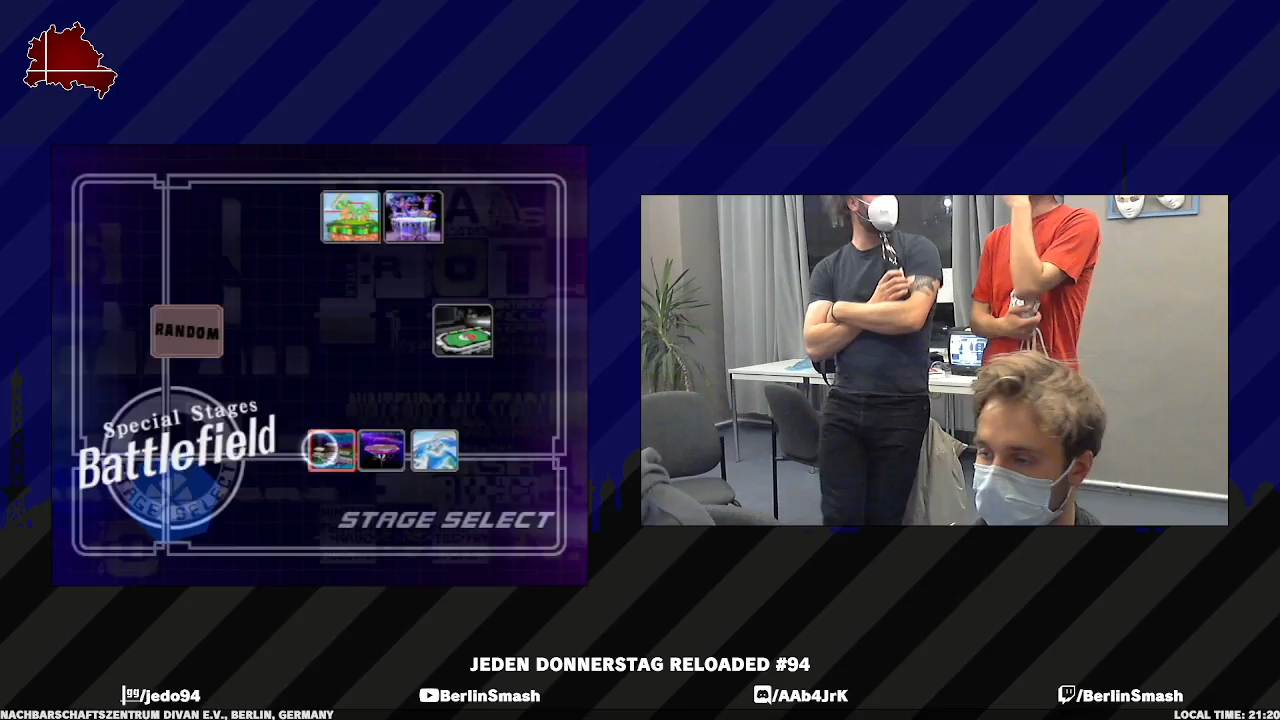 RANDOM
Special Stages
Battlefield
STAGE SELECT
JEDEN DONNERSTAG RELOADED #94
gg/jedo94
BerlinSmash
/AAb4JrK
/BerlinSmash
NACHBARSCHAFTSZENTRUM DIVAN E.V., BERLIN, GERMANY
LOCAL TIME: 21:20